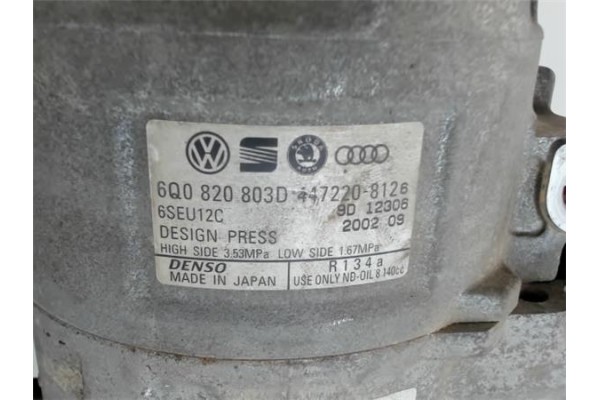 6Q0 820 803D 447220-8126
6SEU12C 9D 12306
2002 09
DESIGN PRESS
HIGH SIDE 3.53MPa LOW SIDE 1.67MPa
DENSO R134a
MADE IN JAPAN USE ONLY ND-OIL 8 140cc